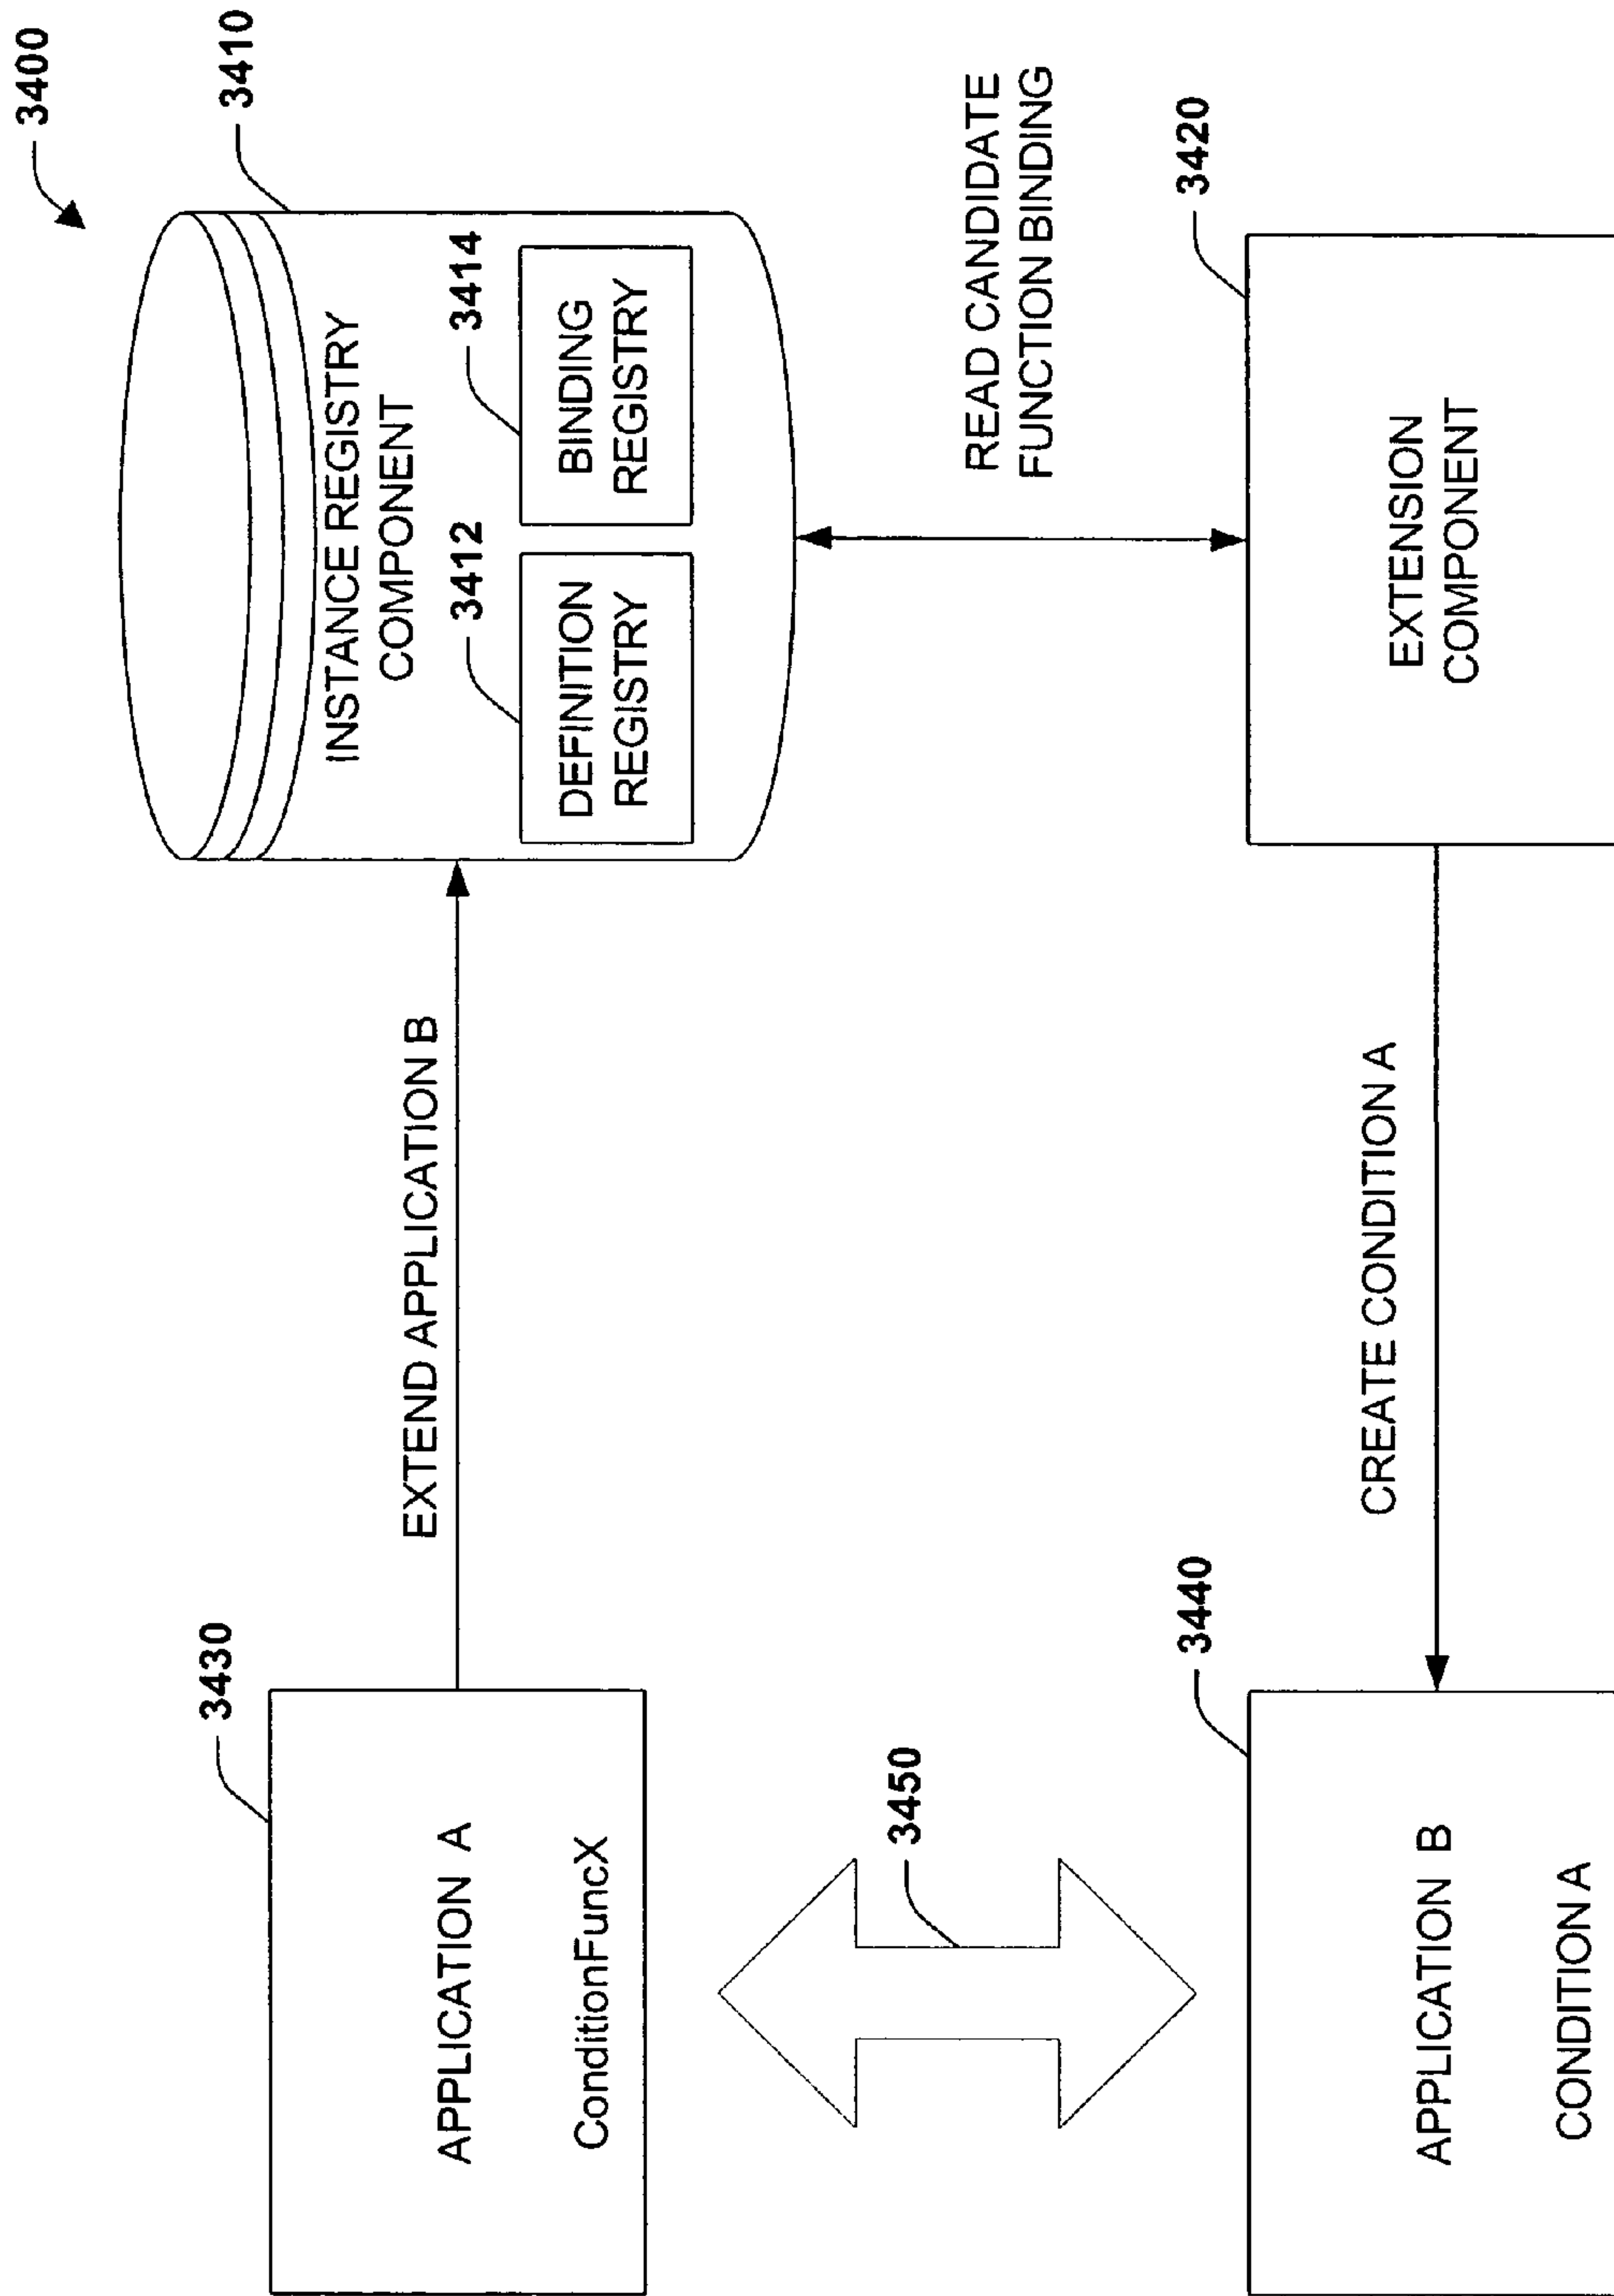 3400
3430
APPLICATION A
ConditionFuncX
EXTEND APPLICATION B
3410
INSTANCE REGISTRY
COMPONENT
3412
DEFINITION
REGISTRY
3414
BINDING
REGISTRY
3450
READ CANDIDATE
FUNCTION BINDING
3440
APPLICATION B
CONDITION A
CREATE CONDITION A
3420
EXTENSION
COMPONENT